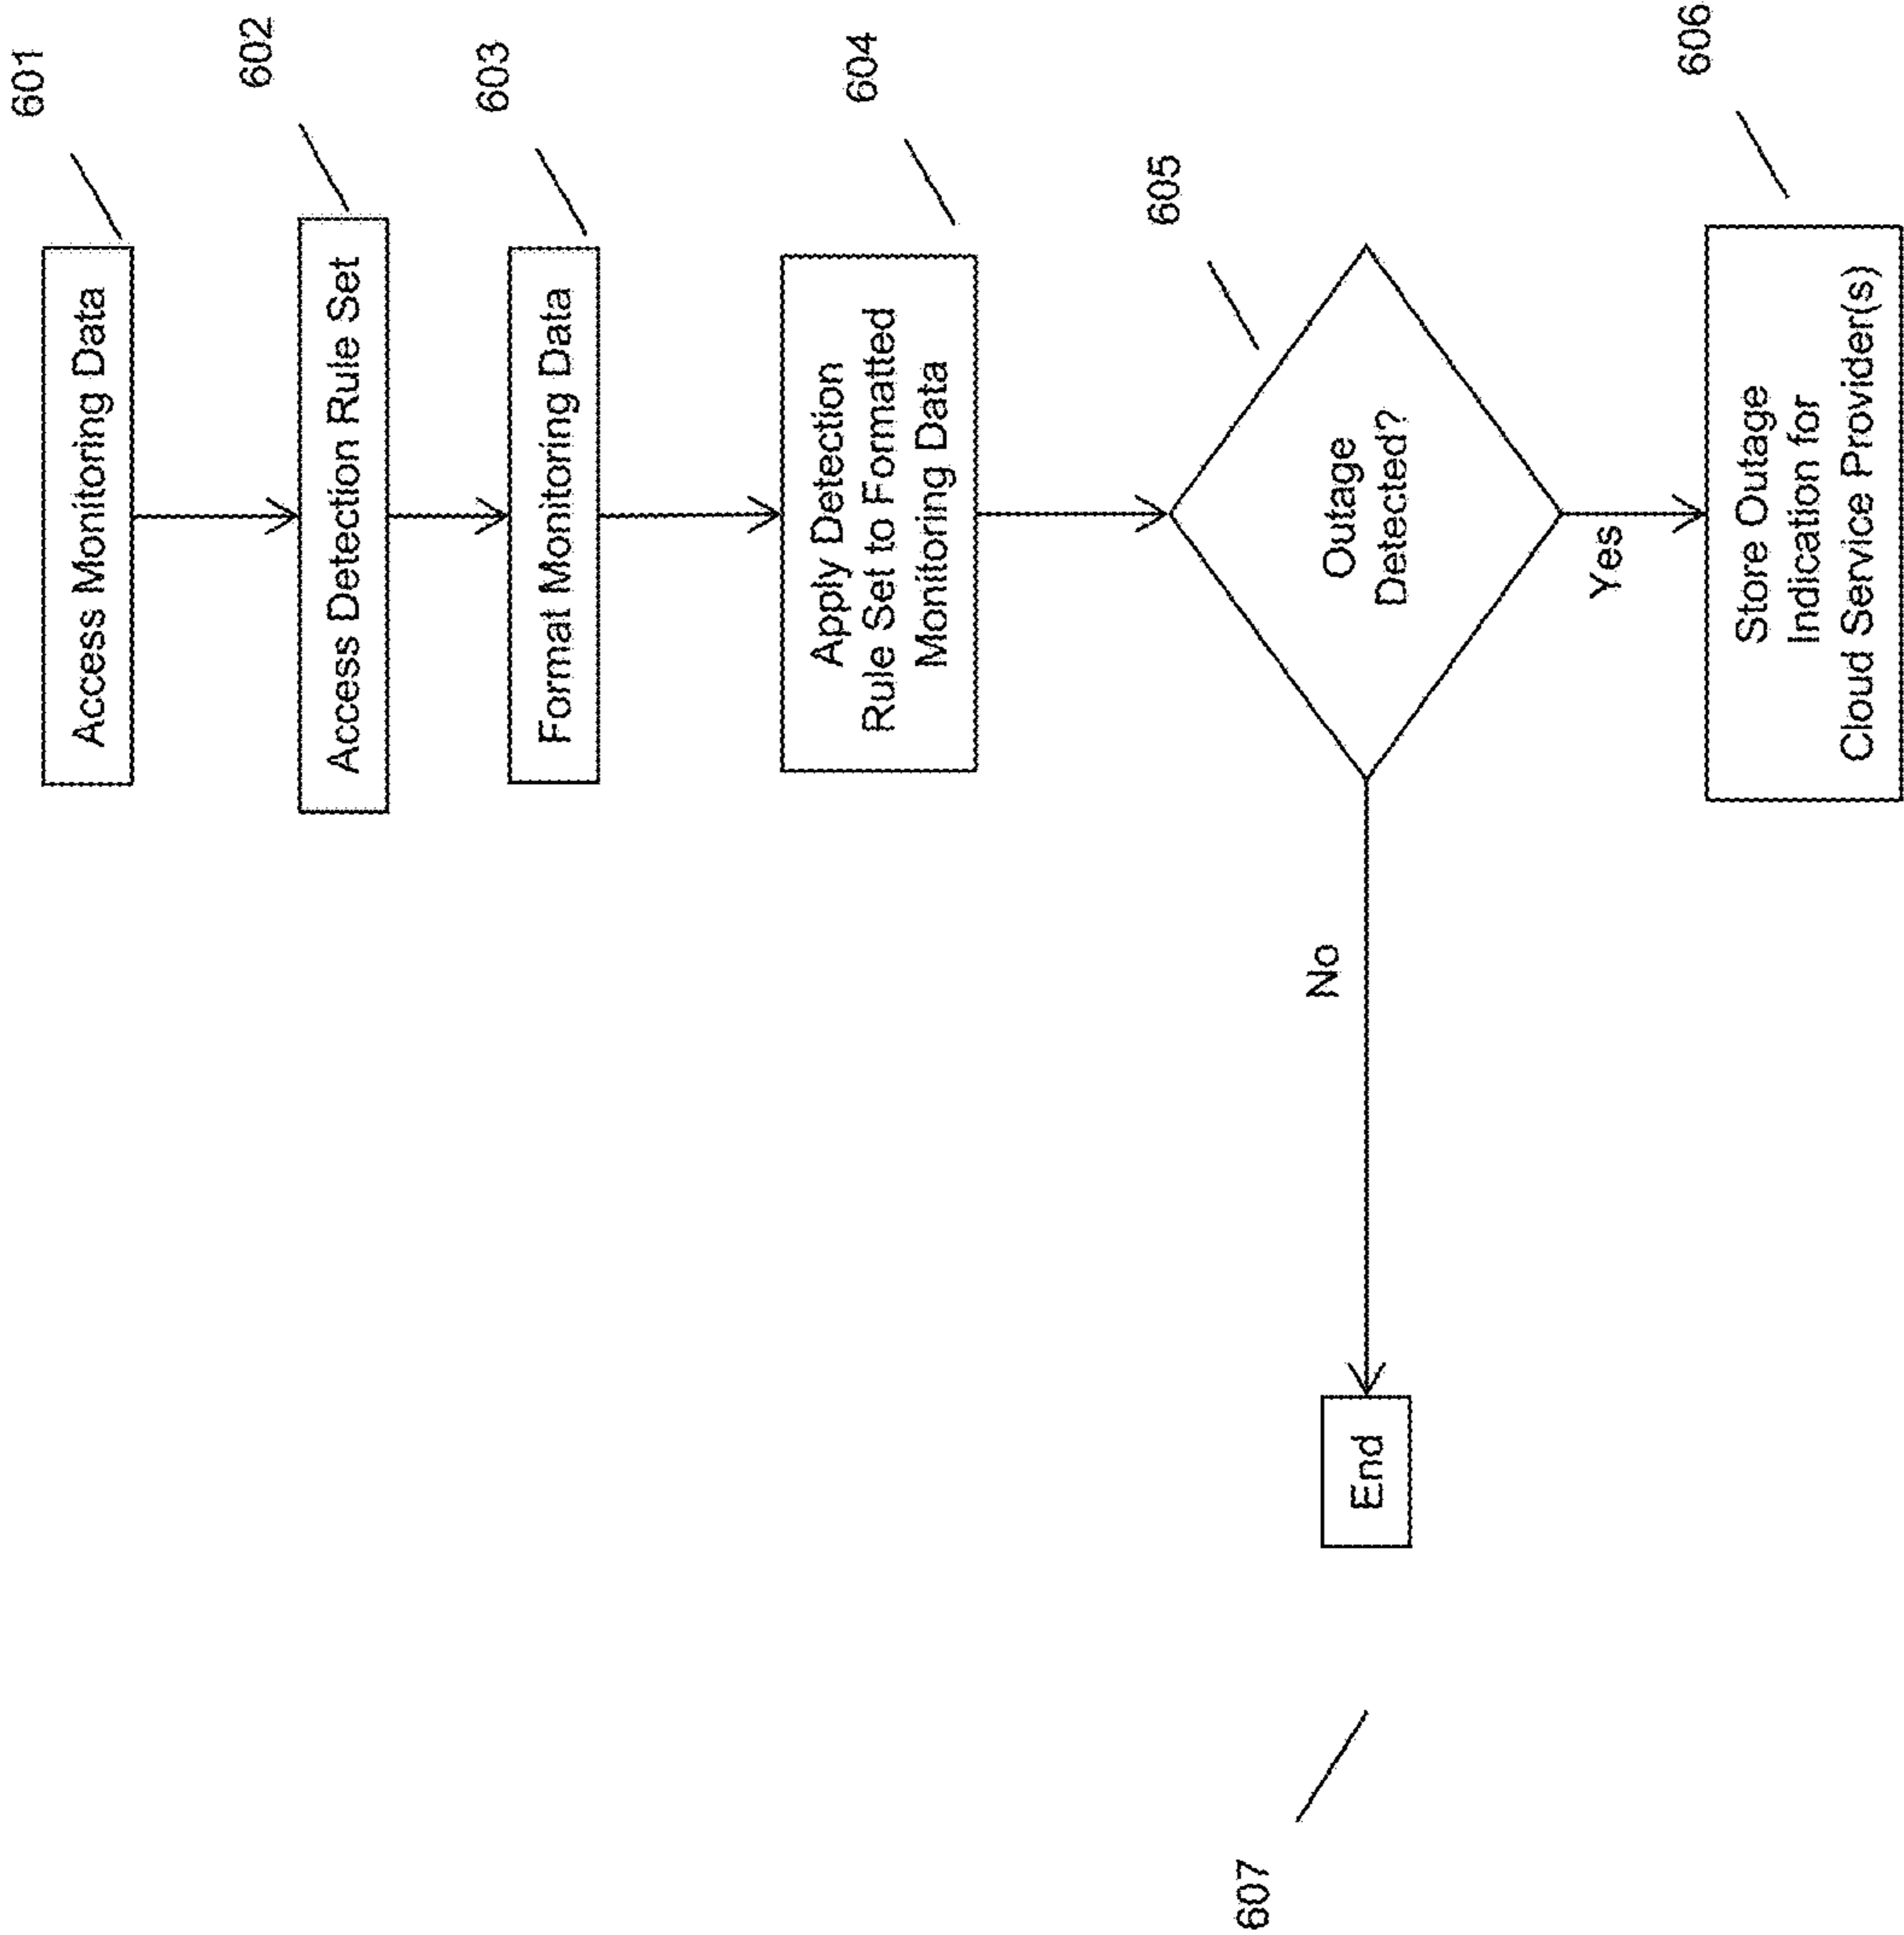 601
Access Monitoring Data
602
Access Detection Rule Set
603
Format Monitoring Data
604
Apply Detection
Rule Set to Formatted
Monitoring Data
605
Outage
Detected?
No
End
607
Yes
606
Store Outage
Indication for
Cloud Service Provider(s)